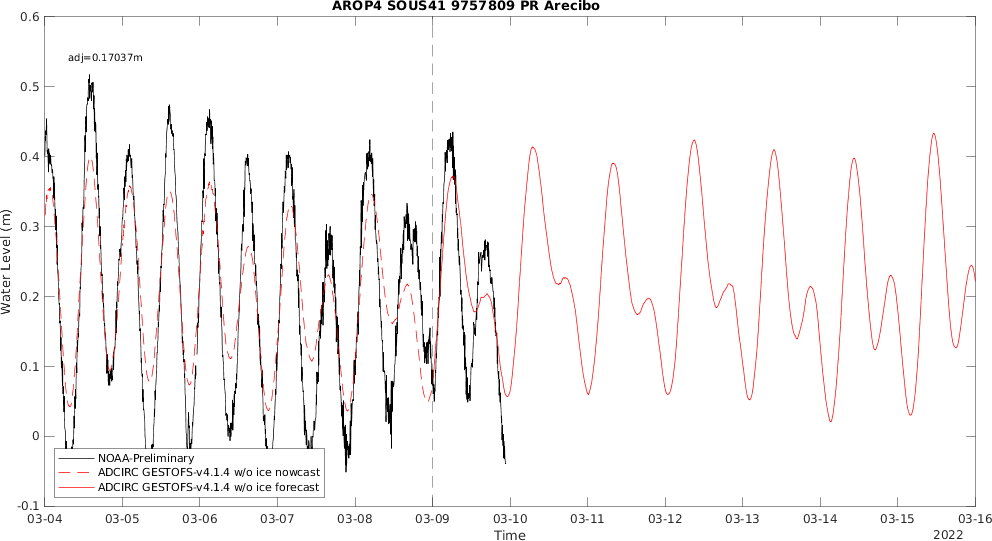 AROP4 SOUS41 9757809 PR Arecibo
adj=0.17037m
Water Level (m)
0.6
0.5
0.4
0.3
0.2
0.1
0
-0.1
NOAA-Preliminary
ADCIRC GESTOFS-v4.1.4 w/o ice nowcast
ADCIRC GESTOFS-v4.1.4 w/o ice forecast
03-04 03-05 03-06 03-07 03-08 03-09 03-10 03-11 03-12 03-13 03-14 03-15 03-16
Time
2022